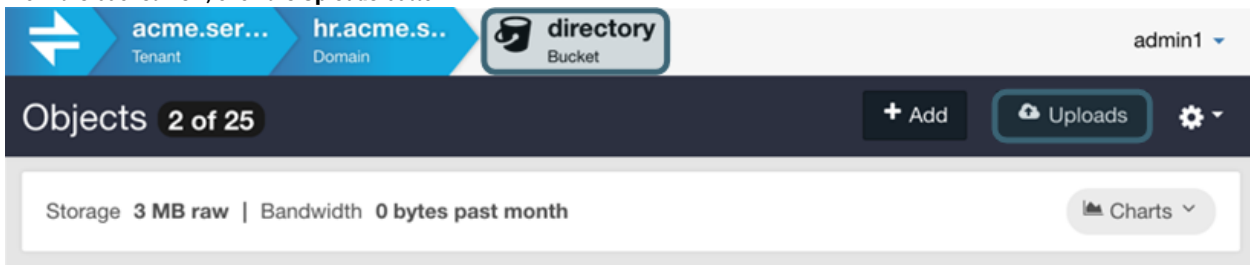 acme.ser... hr.acme.s.. directory
Tenant Domain Bucket
admin1
Objects 2 of 25 + Add Uploads
Storage 3 MB raw | Bandwidth 0 bytes past month Charts